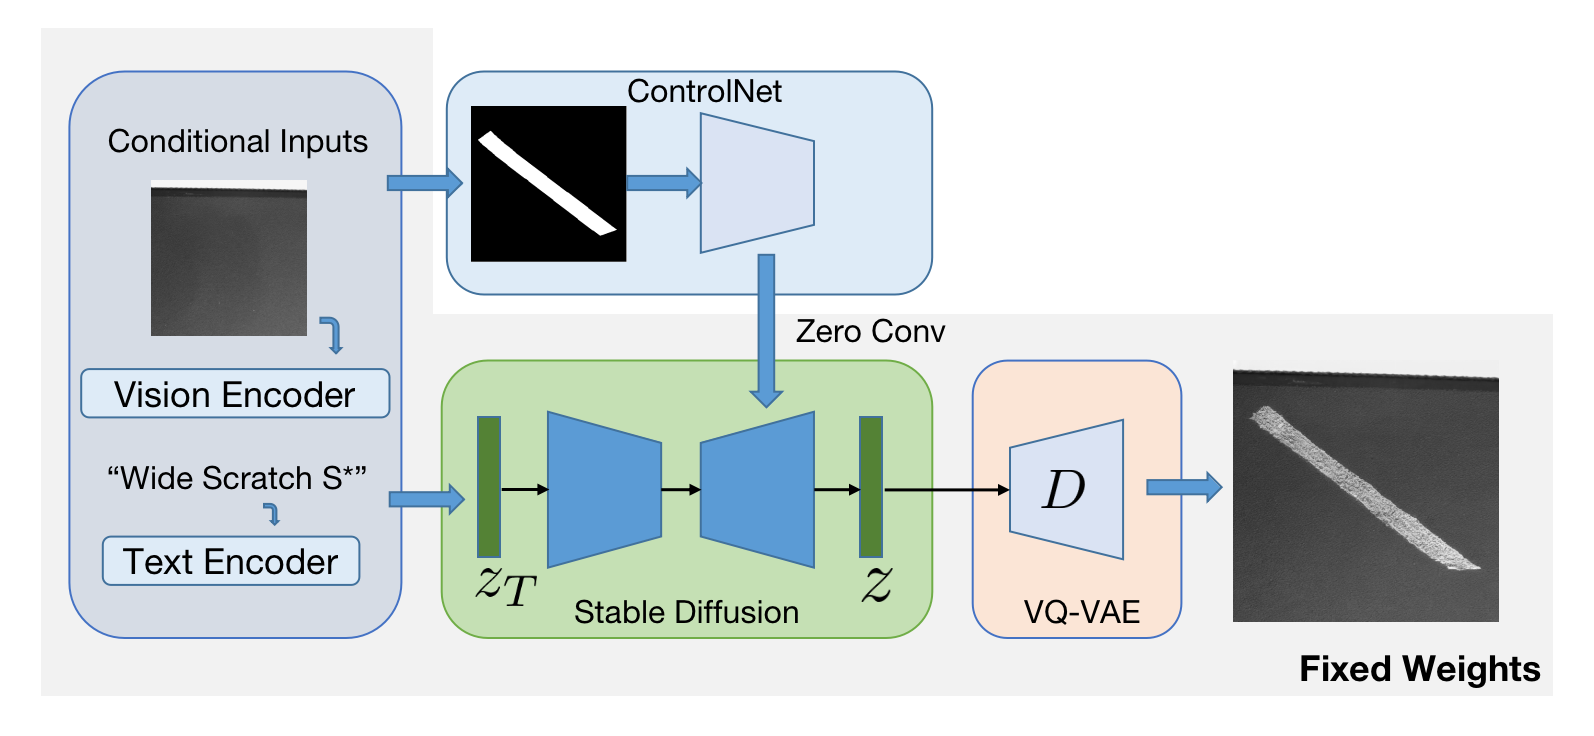 Conditional Inputs
Vision Encoder
“Wide Scratch S*”
Text Encoder
ControlNet
Zero Conv
z_T
z
Stable Diffusion
D
VQ-VAE
Fixed Weights